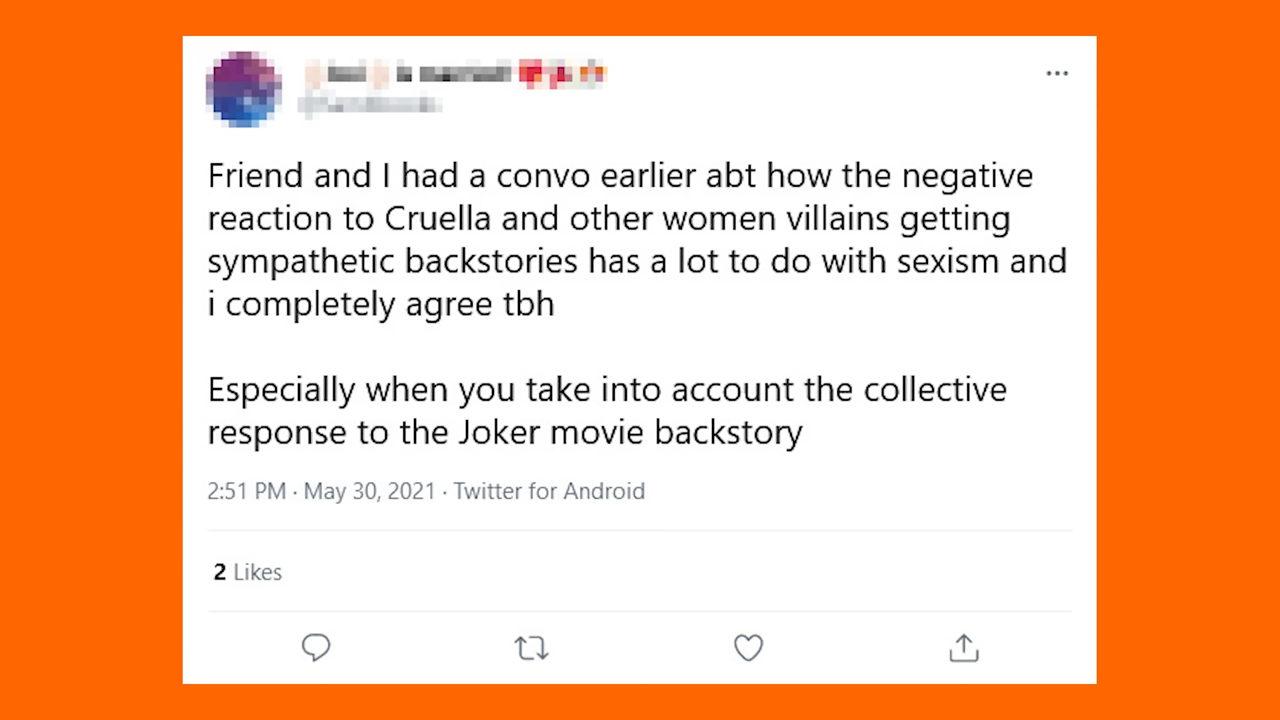 Friend and I had a convo earlier abt how the negative
reaction to Cruella and other women villains getting
sympathetic backstories has a lot to do with sexism and
i completely agree tbh
Especially when you take into account the collective
response to the Joker movie backstory
2:51 PM · May 30, 2021 · Twitter for Android
2 Likes